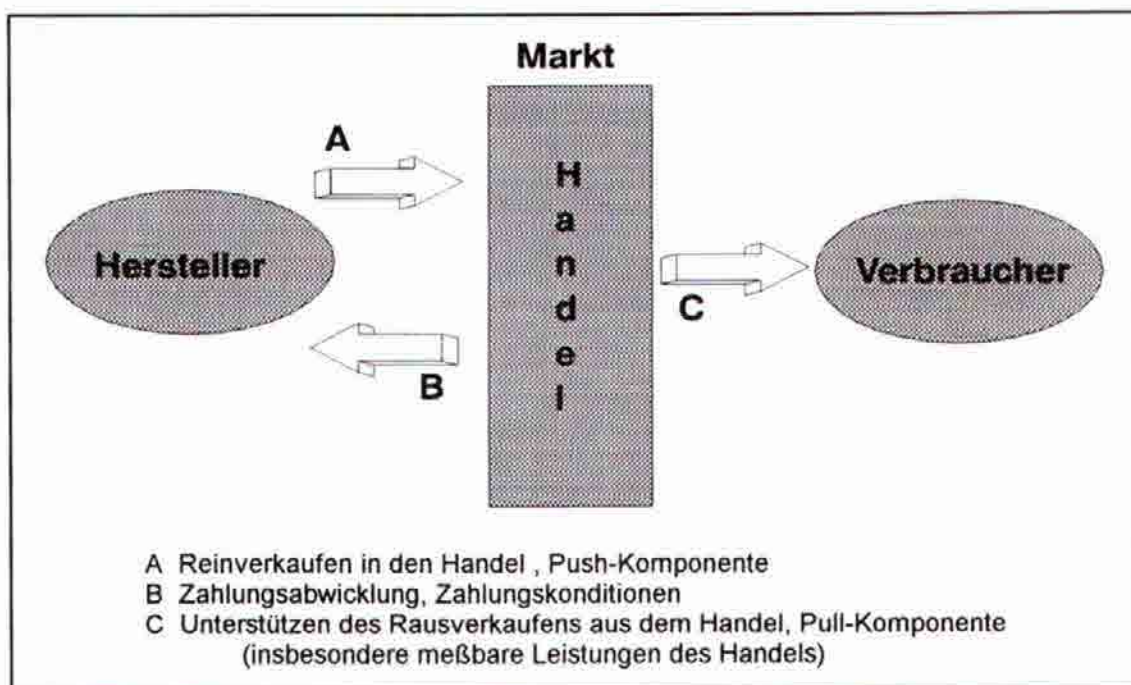 Markt
A
Handel
Hersteller
Verbraucher
C
B
A Reinverkaufen in den Handel , Push-Komponente
B Zahlungsabwicklung, Zahlungskonditionen
C Unterstützen des Rausverkaufens aus dem Handel, Pull-Komponente
(insbesondere meßbare Leistungen des Handels)